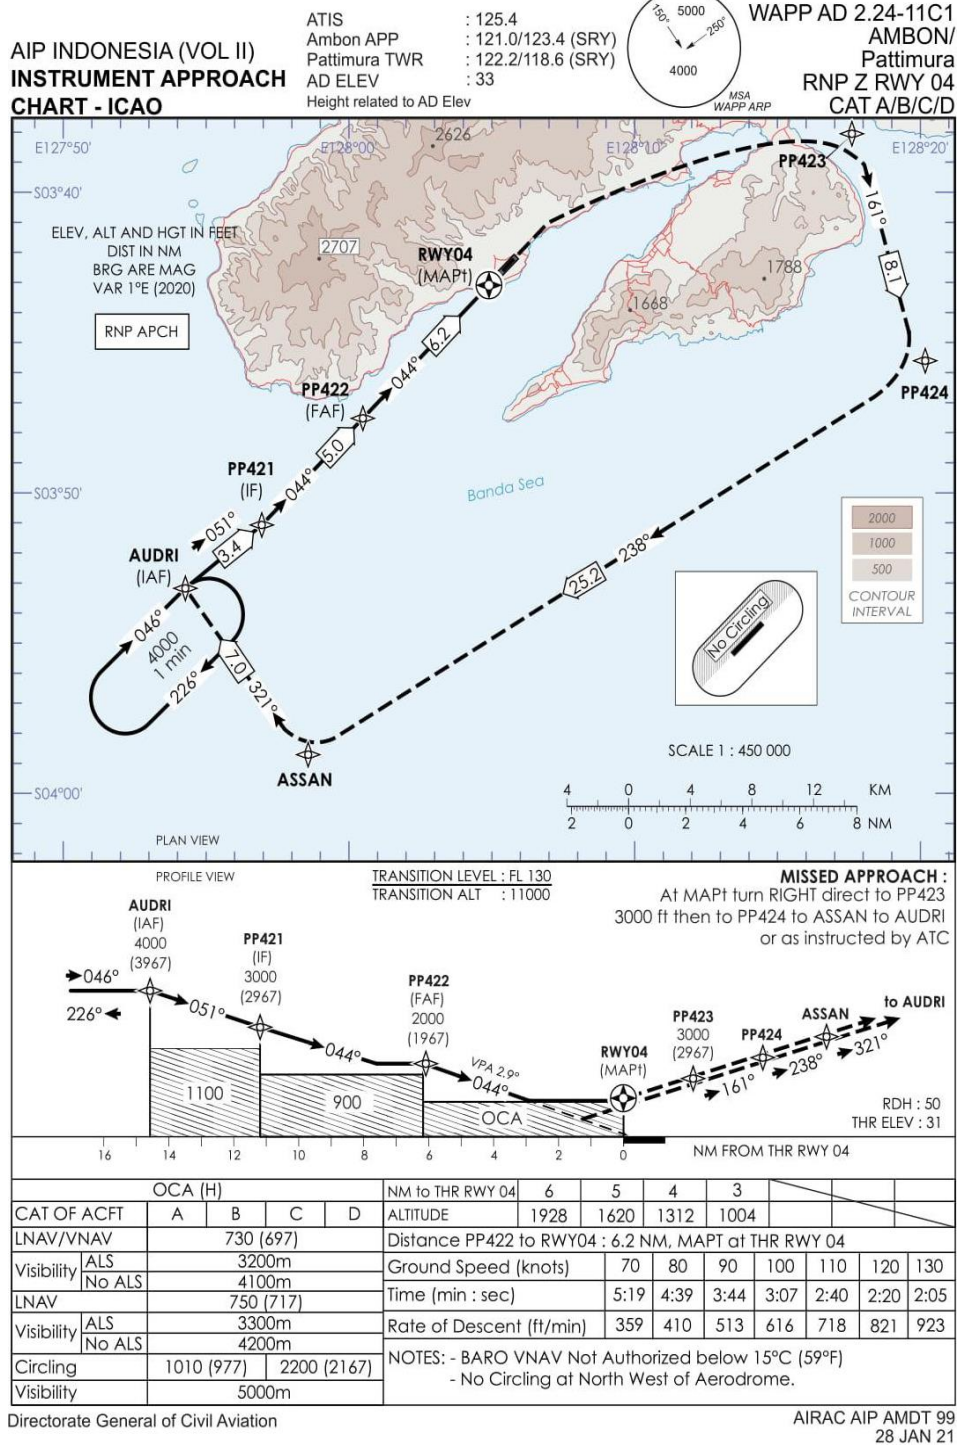 AIP INDONESIA (VOL II)
INSTRUMENT APPROACH
CHART - ICAO
ATIS : 125.4
Ambon APP : 121.0/123.4 (SRY)
Pattimura TWR : 122.2/118.6 (SRY)
AD ELEV : 33
Height related to AD Elev
150°
5000
250°
4000
MSA
WAPP ARP
WAPP AD 2.24-11C1
AMBON/
Pattimura
RNP Z RWY 04
CAT A/B/C/D
E127°50'
E128°00'
E128°10'
E128°20'
2626
PP423
S03°40'
161°
ELEV, ALT AND HGT IN FEET
DIST IN NM
BRG ARE MAG
VAR 1°E (2020)
2707
RWY04
(MAPt)
8.1
1788
1668
RNP APCH
6.2
044°
PP422
(FAF)
PP424
5.0
PP421
(IF)
044°
Banda Sea
S03°50'
051°
3.4
AUDRI
(IAF)
238°
25.2
2000
1000
500
CONTOUR
INTERVAL
No Circling
046°
4000
1 min
226°
7.0
321°
ASSAN
SCALE 1 : 450 000
S04°00'
4 0 4 8 12 KM
2 0 2 4 6 8 NM
PLAN VIEW
PROFILE VIEW
TRANSITION LEVEL : FL 130
TRANSITION ALT : 11000
MISSED APPROACH :
At MAPt turn RIGHT direct to PP423
3000 ft then to PP424 to ASSAN to AUDRI
or as instructed by ATC
AUDRI
(IAF)
4000
(3967)
PP421
(IF)
3000
(2967)
PP422
(FAF)
2000
(1967)
046°
226°
051°
044°
VPA 2.9°
044°
RWY04
(MAPt)
PP423
3000
(2967)
PP424
ASSAN
to AUDRI
161°
238°
321°
1100
900
OCA
RDH : 50
THR ELEV : 31
16 14 12 10 8 6 4 2 0
NM FROM THR RWY 04
OCA (H)
CAT OF ACFT A B C D
LNAV/VNAV 730 (697)
Visibility ALS 3200m
No ALS 4100m
LNAV 750 (717)
Visibility ALS 3300m
No ALS 4200m
Circling 1010 (977) 2200 (2167)
Visibility 5000m
NM to THR RWY 04 6 5 4 3
ALTITUDE 1928 1620 1312 1004
Distance PP422 to RWY04 : 6.2 NM, MAPT at THR RWY 04
Ground Speed (knots) 70 80 90 100 110 120 130
Time (min : sec) 5:19 4:39 3:44 3:07 2:40 2:20 2:05
Rate of Descent (ft/min) 359 410 513 616 718 821 923
NOTES: - BARO VNAV Not Authorized below 15°C (59°F)
- No Circling at North West of Aerodrome.
Directorate General of Civil Aviation
AIRAC AIP AMDT 99
28 JAN 21